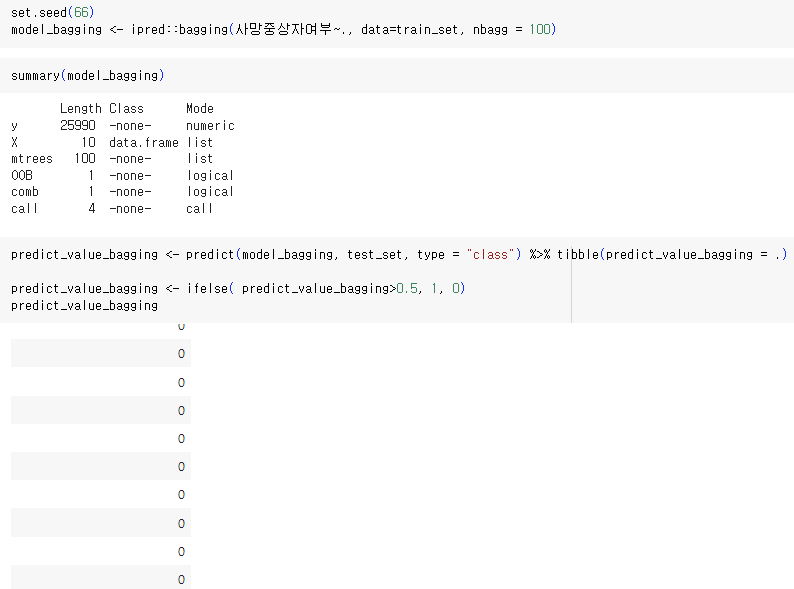 set.seed(66)
model_bagging <- ipred::bagging(사망중상자여부~., data=train_set, nbagg = 100)
summary(model_bagging)
Length Class Mode
y 25990 -none- numeric
X 10 data.frame list
mtrees 100 -none- list
OOB 1 -none- logical
comb 1 -none- logical
call 4 -none- call
predict_value_bagging <- predict(model_bagging, test_set, type = "class") %>% tibble(predict_value_bagging = .)
predict_value_bagging <- ifelse( predict_value_bagging>0.5, 1, 0)
predict_value_bagging
0
0
0
0
0
0
0
0
0
0